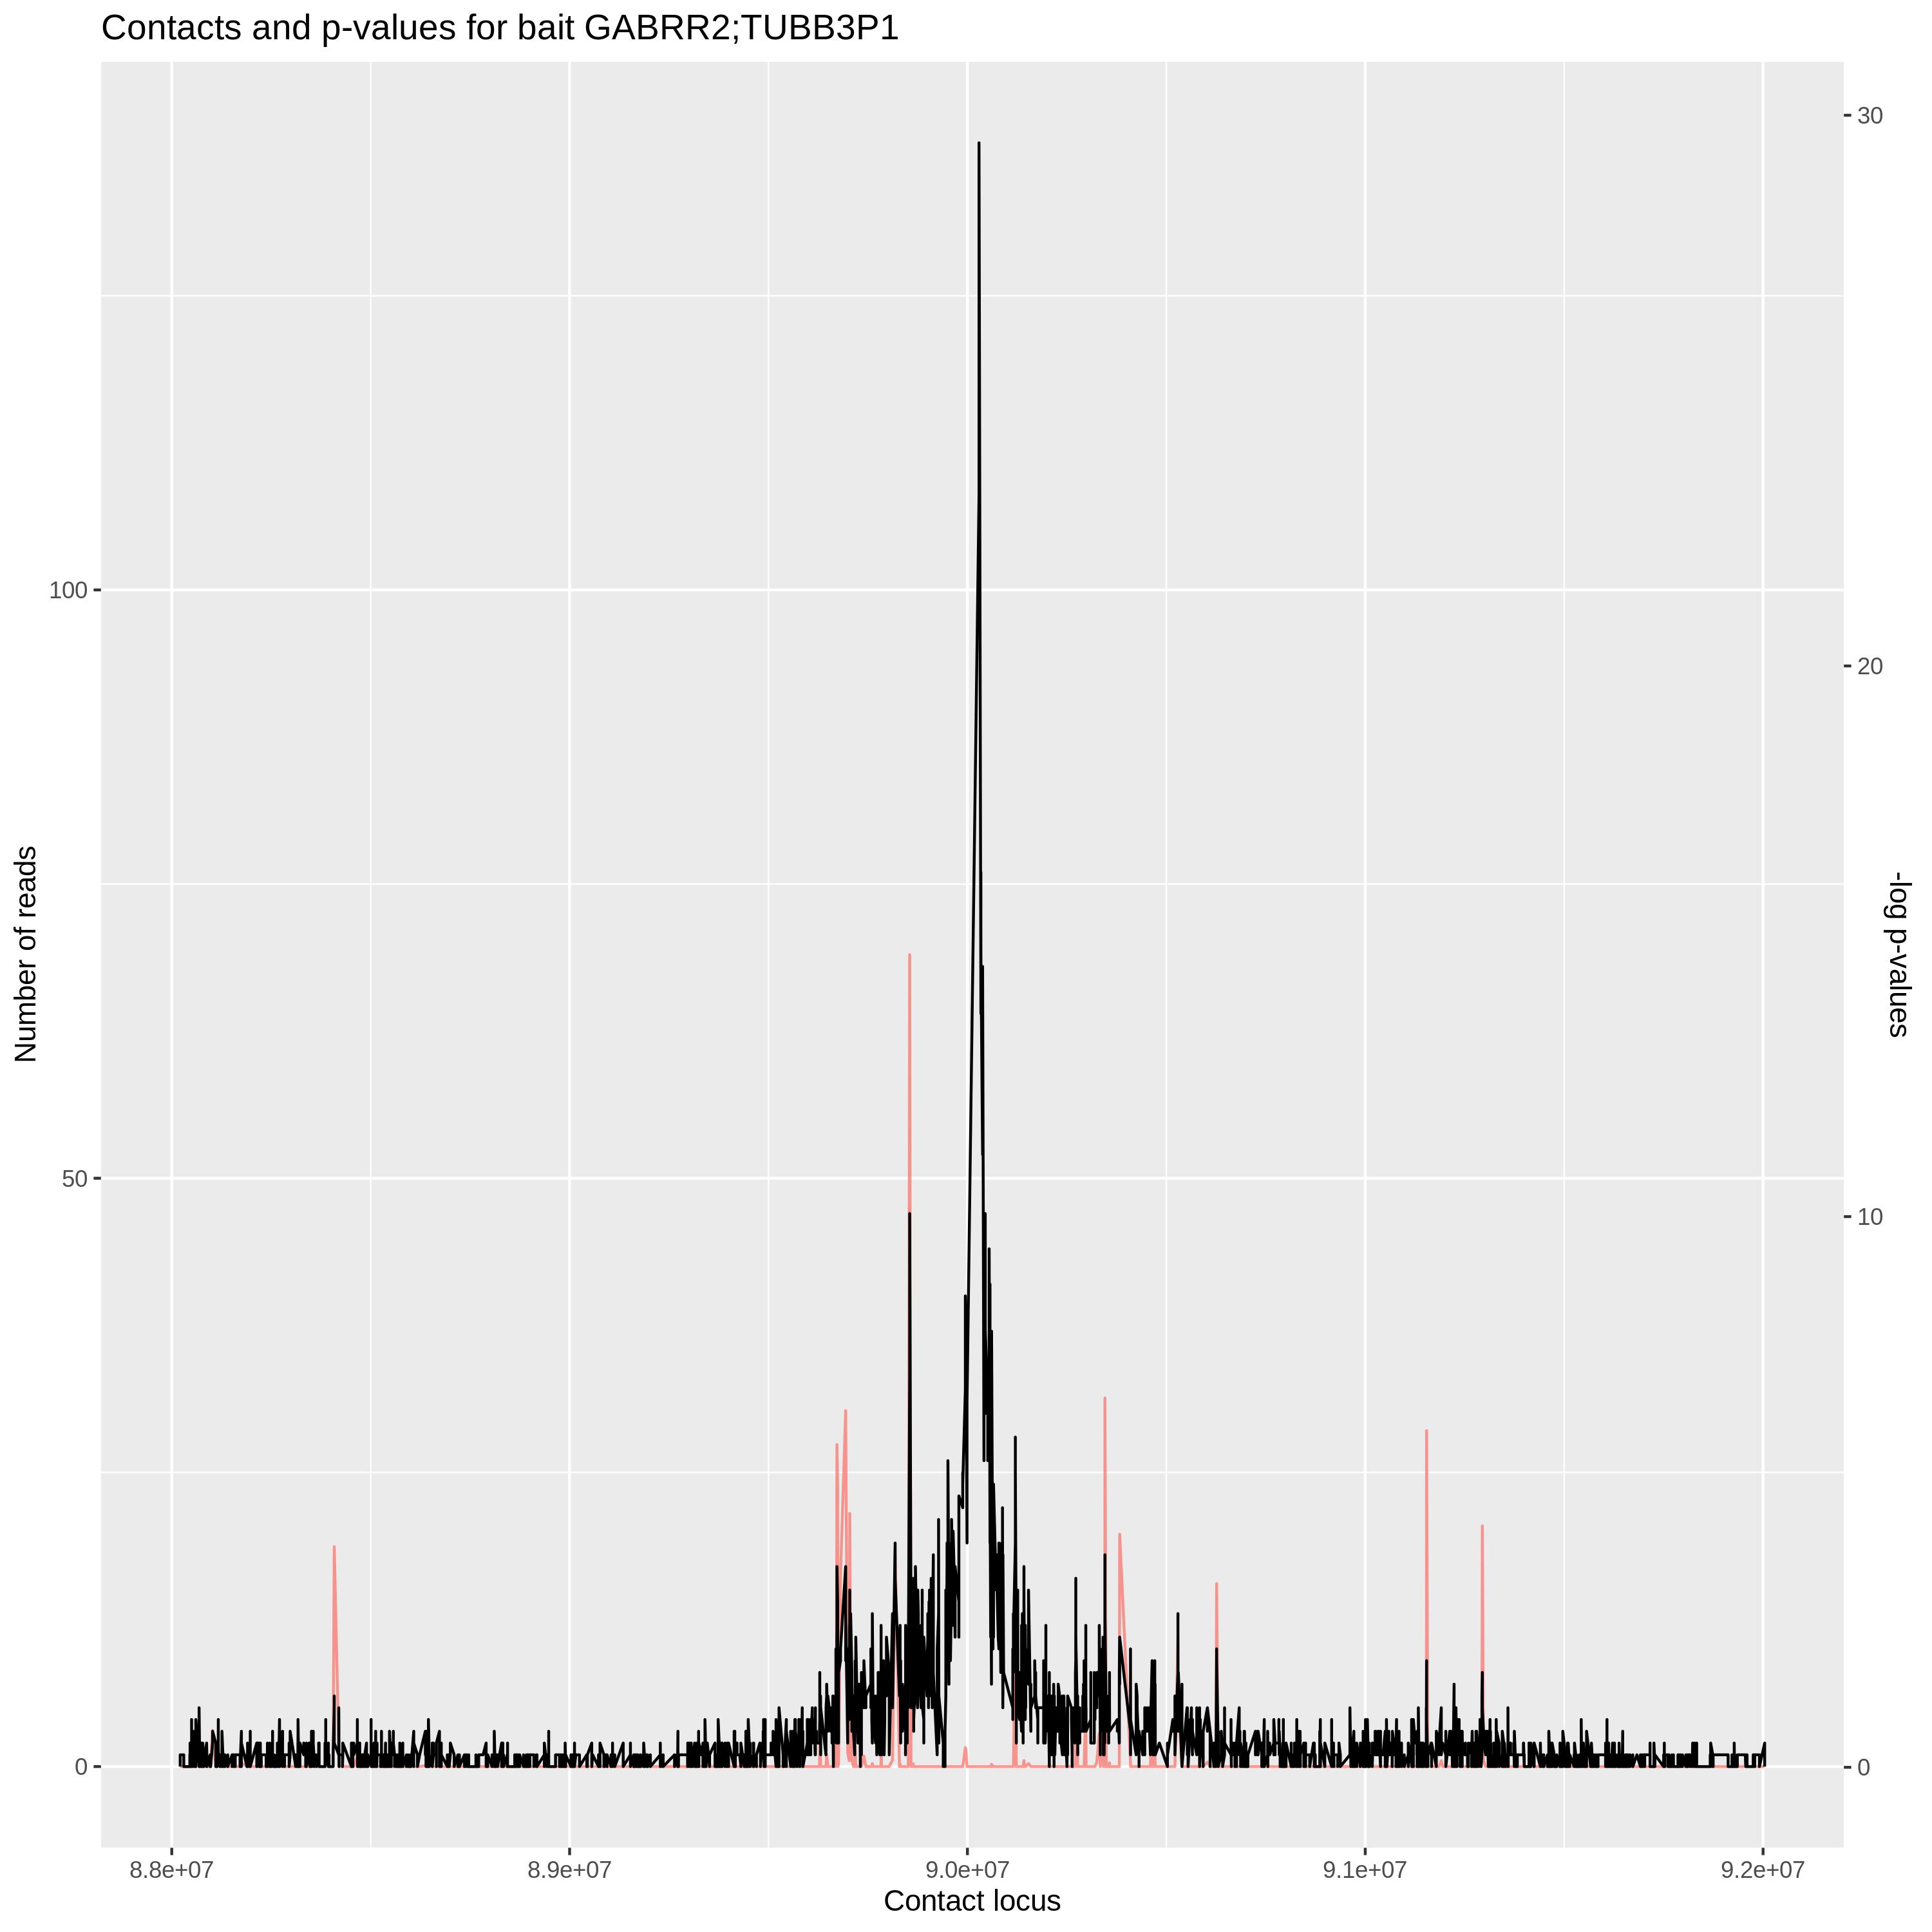 Contacts and p-values for bait GABRR2;TUBB3P1
30
100
20
Number of reads
-log p-values
50
10
0
0
8.8e+07
8.9e+07
9.0e+07
9.1e+07
9.2e+07
Contact locus